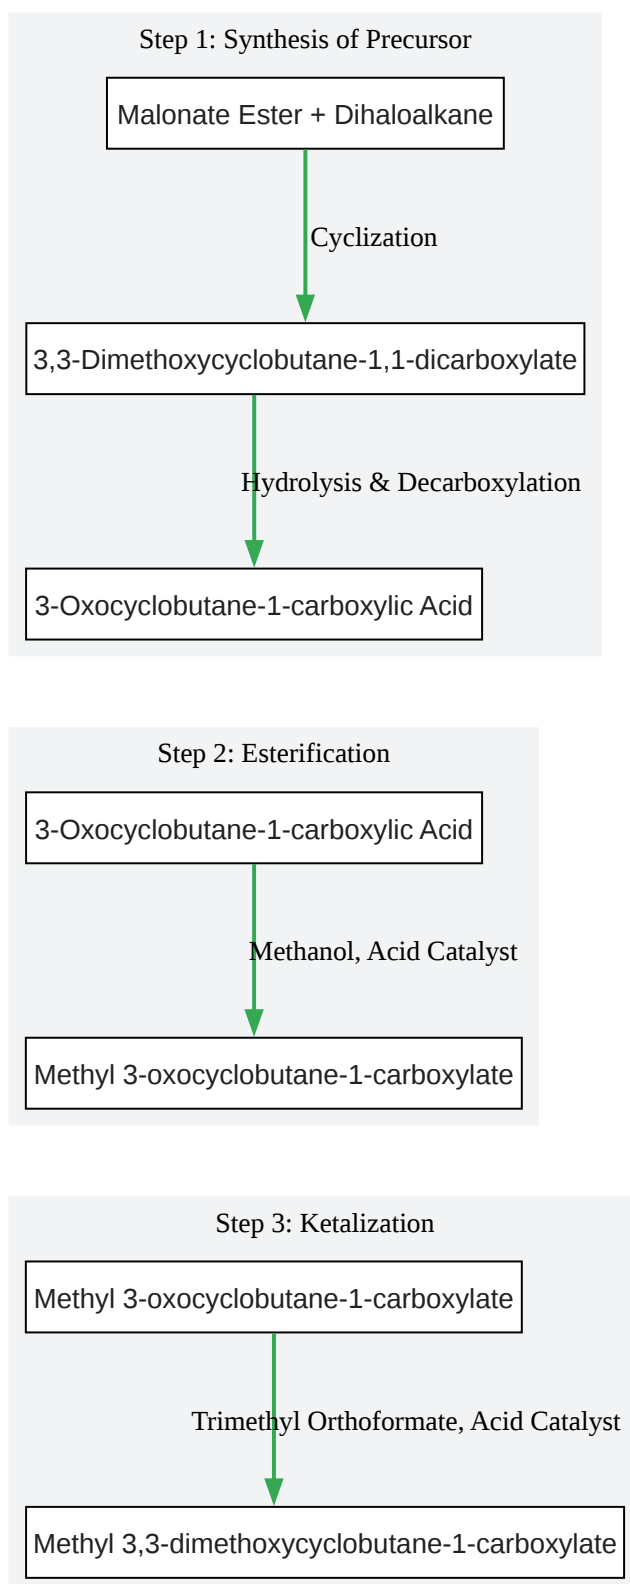 Step 1: Synthesis of Precursor
Malonate Ester + Dihaloalkane
Cyclization
3,3-Dimethoxycyclobutane-1,1-dicarboxylate
Hydrolysis & Decarboxylation
3-Oxocyclobutane-1-carboxylic Acid
Step 2: Esterification
3-Oxocyclobutane-1-carboxylic Acid
Methanol, Acid Catalyst
Methyl 3-oxocyclobutane-1-carboxylate
Step 3: Ketalization
Methyl 3-oxocyclobutane-1-carboxylate
Trimethyl Orthoformate, Acid Catalyst
Methyl 3,3-dimethoxycyclobutane-1-carboxylate